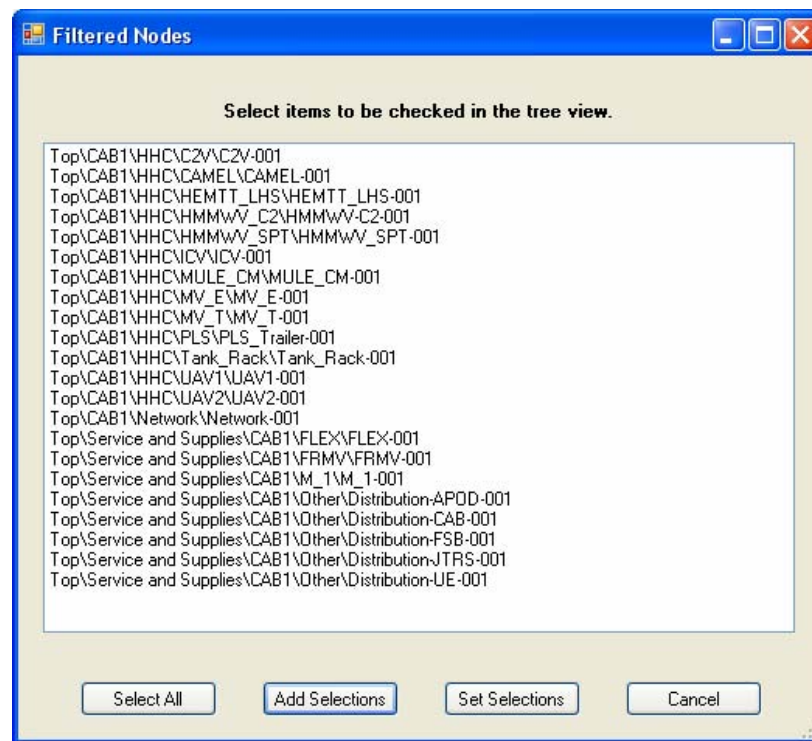 Filtered Nodes
Select items to be checked in the tree view.
Top\CAB1\HHC\C2V\C2V-001
Top\CAB1\HHC\CAMEL\CAMEL-001
Top\CAB1\HHC\HEMTT_LHS\HEMTT_LHS-001
Top\CAB1\HHC\HMMWV_C2\HMMWV-C2-001
Top\CAB1\HHC\HMMWV_SPT\HMMWV_SPT-001
Top\CAB1\HHC\ICV\ICV-001
Top\CAB1\HHC\MULE_CM\MULE_CM-001
Top\CAB1\HHC\MV_E\MV_E-001
Top\CAB1\HHC\MV_T\MV_T-001
Top\CAB1\HHC\PLS\PLS_Trailer-001
Top\CAB1\HHC\Tank_Rack\Tank_Rack-001
Top\CAB1\HHC\UAV1\UAV1-001
Top\CAB1\HHC\UAV2\UAV2-001
Top\CAB1\Network\Network-001
Top\Service and Supplies\CAB1\FLEX\FLEX-001
Top\Service and Supplies\CAB1\FRMV\FRMV-001
Top\Service and Supplies\CAB1\M_1\M_1-001
Top\Service and Supplies\CAB1\Other\Distribution-APOD-001
Top\Service and Supplies\CAB1\Other\Distribution-CAB-001
Top\Service and Supplies\CAB1\Other\Distribution-FSB-001
Top\Service and Supplies\CAB1\Other\Distribution-JTRS-001
Top\Service and Supplies\CAB1\Other\Distribution-UE-001
Select All Add Selections Set Selections Cancel